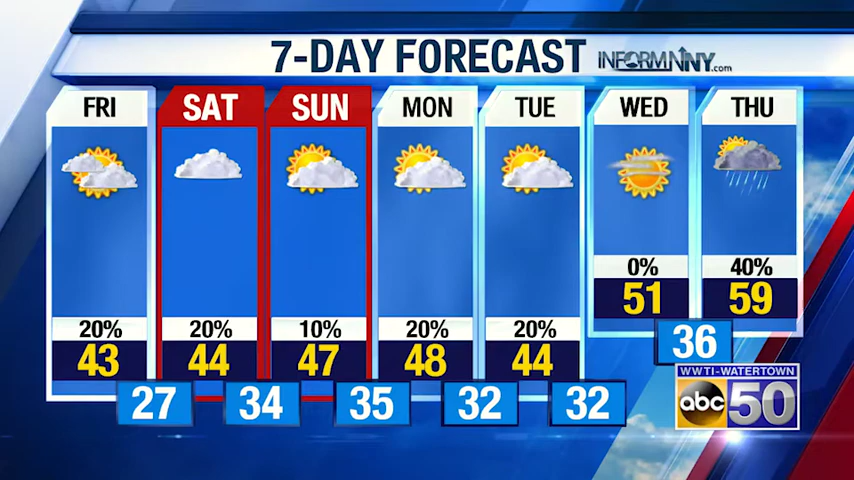 7-DAY FORECAST INFORMNNY.com
FRI SAT SUN MON TUE WED THU
0% 40%
51 59
20% 20% 10% 20% 20%
43 44 47 48 44
36
27 34 35 32 32
WWTI-WATERTOWN
abc 50